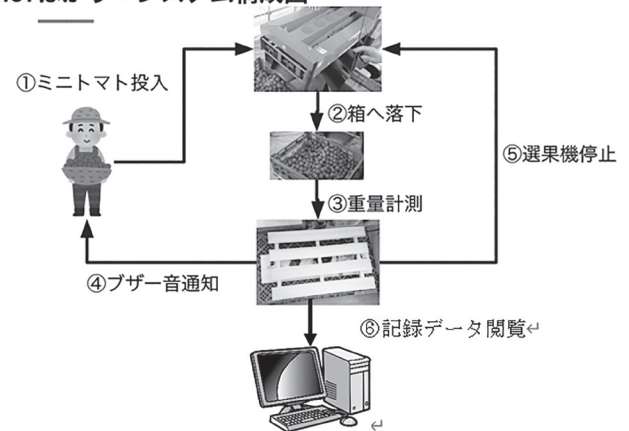 ①ミニトマト投入
②箱へ落下
③重量計測
④ブザー音通知
⑤選果機停止
⑥記録データ閲覧↵
↵